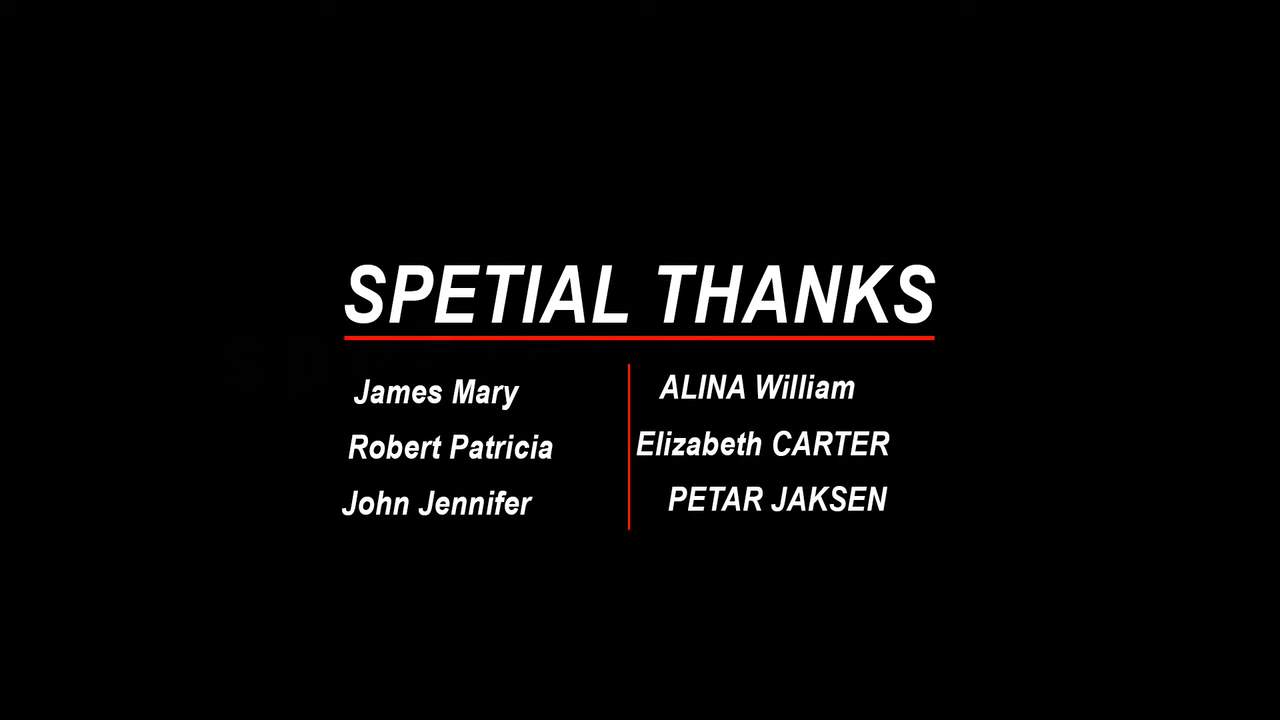 SPETIAL THANKS
James Mary
Robert Patricia
John Jennifer
ALINA William
Elizabeth CARTER
PETAR JAKSEN